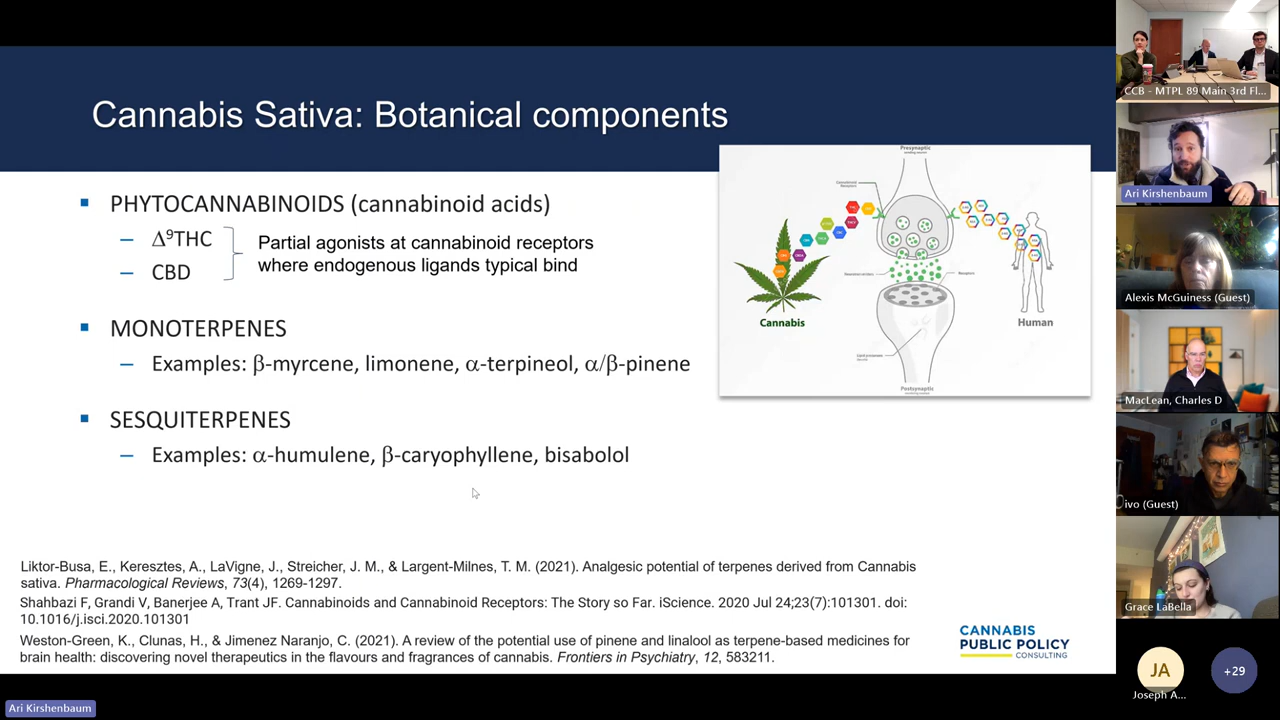 Cannabis Sativa: Botanical components
PHYTOCANNABINOIDS (cannabinoid acids)
– Δ⁹THC
– CBD
Partial agonists at cannabinoid receptors
where endogenous ligands typical bind
MONOTERPENES
– Examples: β-myrcene, limonene, α-terpineol, α/β-pinene
SESQUITERPENES
– Examples: α-humulene, β-caryophyllene, bisabolol
Presynaptic
Cannabis
Human
Postsynaptic
Liktor-Busa, E., Keresztes, A., LaVigne, J., Streicher, J. M., & Largent-Milnes, T. M. (2021). Analgesic potential of terpenes derived from Cannabis
sativa. Pharmacological Reviews, 73(4), 1269-1297.
Shahbazi F, Grandi V, Banerjee A, Trant JF. Cannabinoids and Cannabinoid Receptors: The Story so Far. iScience. 2020 Jul 24;23(7):101301. doi:
10.1016/j.isci.2020.101301
Weston-Green, K., Clunas, H., & Jimenez Naranjo, C. (2021). A review of the potential use of pinene and linalool as terpene-based medicines for
brain health: discovering novel therapeutics in the flavours and fragrances of cannabis. Frontiers in Psychiatry, 12, 583211.
CANNABIS
PUBLIC POLICY
CONSULTING
CCB - MTPL 89 Main 3rd Fl...
Ari Kirshenbaum
Alexis McGuiness (Guest)
MacLean, Charles D
ivo (Guest)
Grace LaBella
JA
Joseph A...
+29
Ari Kirshenbaum